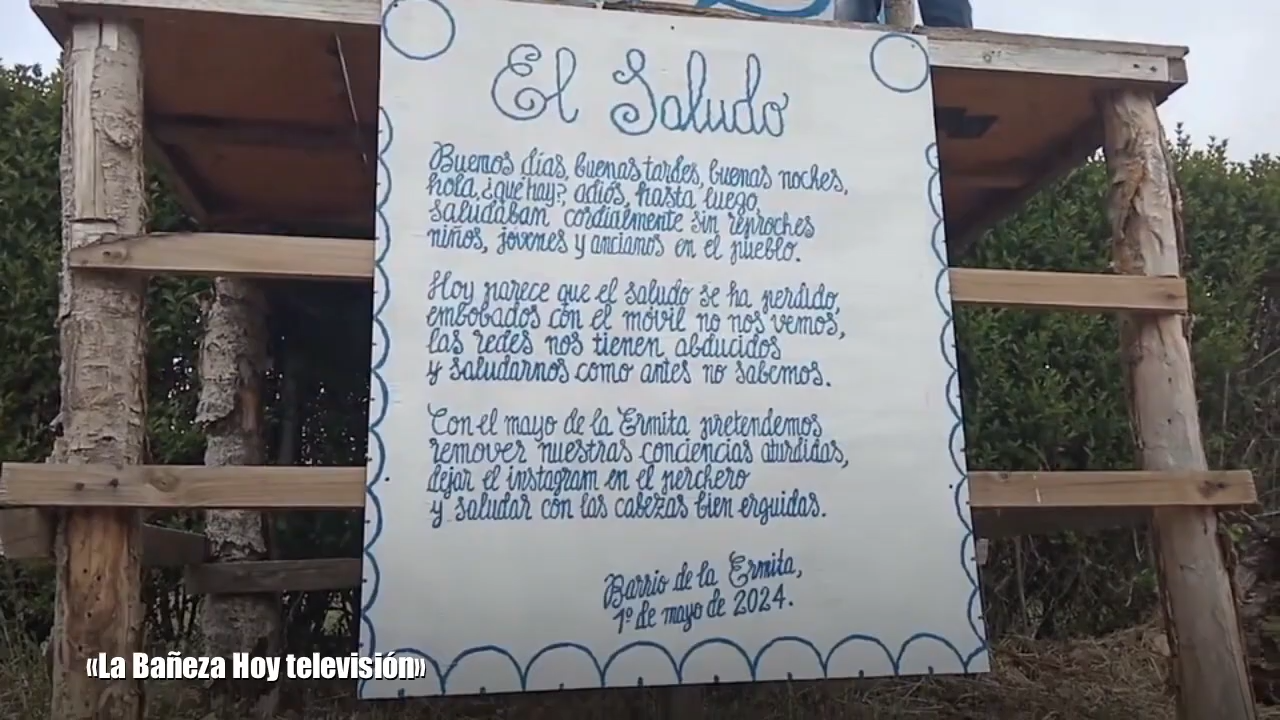 El Saludo
Buenos días, buenas tardes, buenas noches,
hola, ¿qué hay? adiós, hasta luego,
saludaban cordialmente sin reproches
niños, jóvenes y ancianos en el pueblo.
Hoy parece que el saludo se ha perdido,
embobados con el móvil no nos vemos,
las redes nos tienen abducidos
y saludarnos como antes no sabemos.
Con el mayo de la Ermita pretendemos
remover nuestras conciencias aturdidas,
dejar el instagram en el perchero
y saludar con las cabezas bien erguidas.
Barrio de la Ermita,
1º de mayo de 2024.
«La Bañeza Hoy televisión»